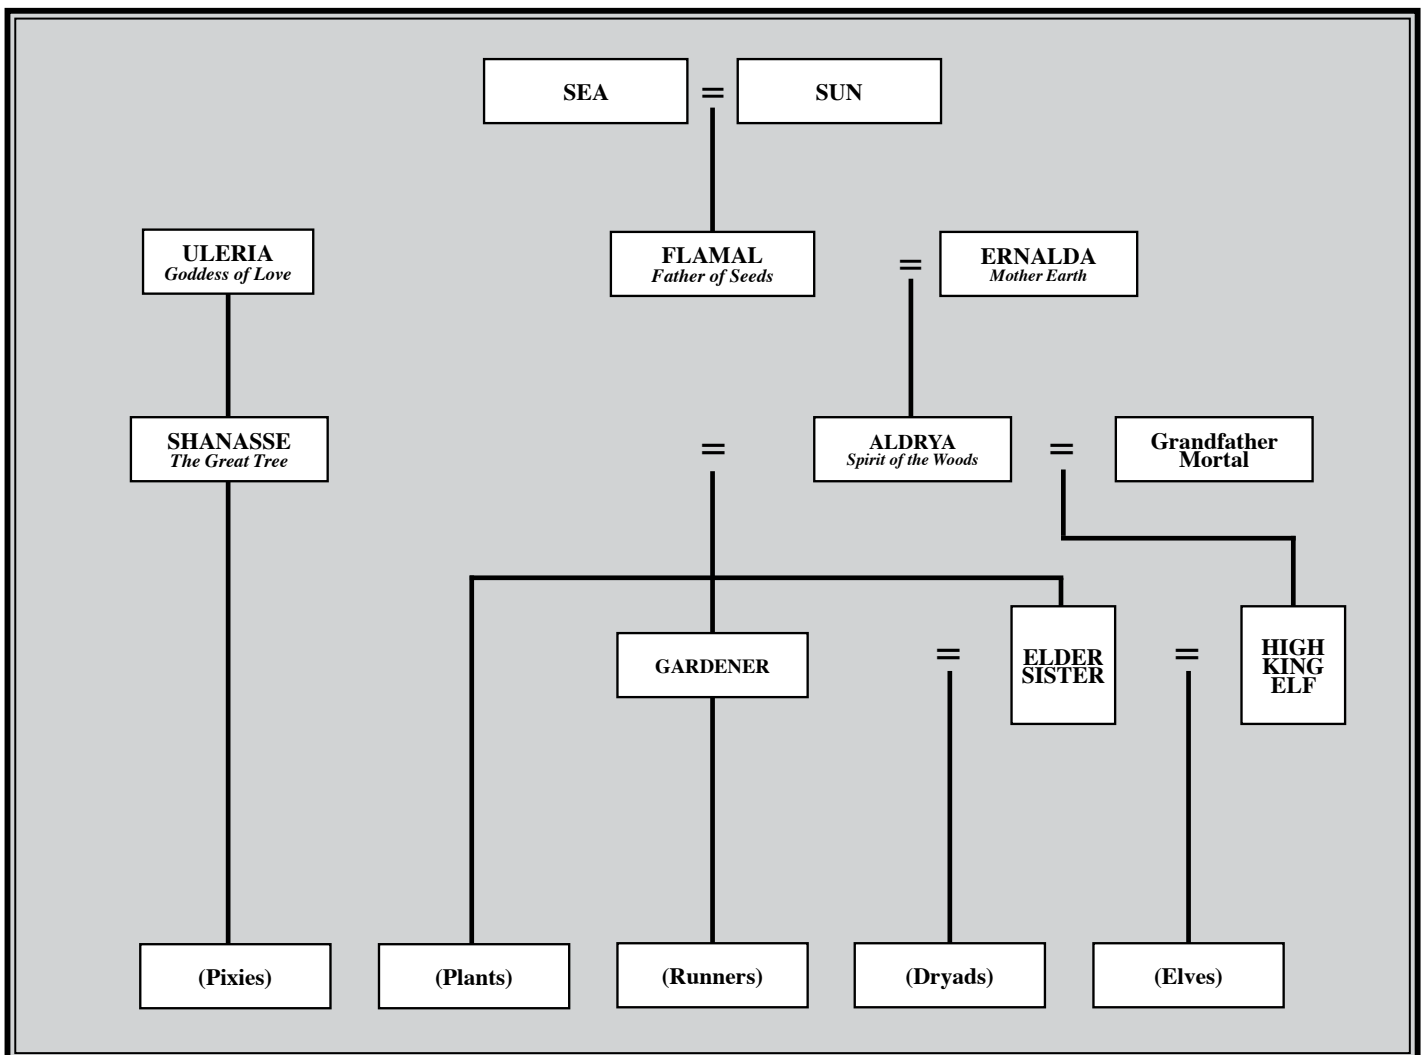 SEA = SUN
ULERIA
Goddess of Love
FLAMAL
Father of Seeds
=
ERNALDA
Mother Earth
SHANASSE
The Great Tree
=
ALDRYA
Spirit of the Woods
=
Grandfather
Mortal
GARDENER
=
ELDER
SISTER
=
HIGH
KING
ELF
(Pixies)
(Plants)
(Runners)
(Dryads)
(Elves)